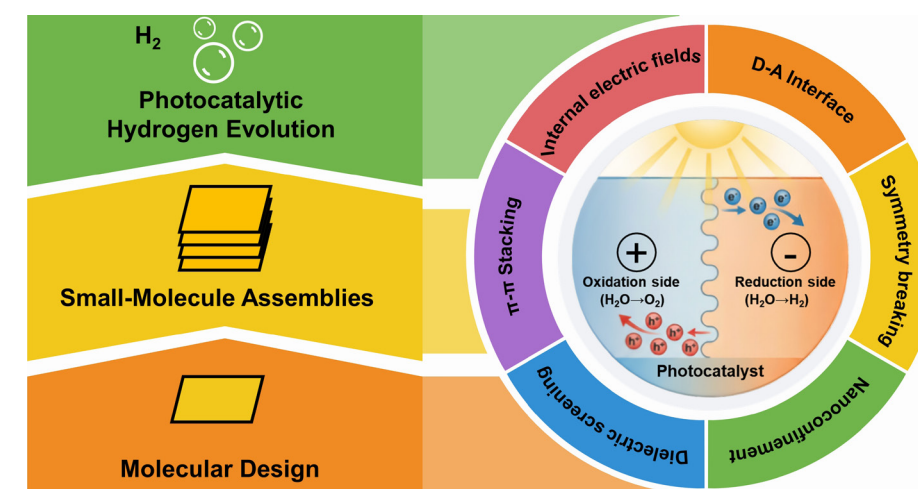 H₂
Photocatalytic
Hydrogen Evolution
Small-Molecule Assemblies
Molecular Design
Internal electric fields
D-A Interface
Symmetry breaking
Nanoconfinement
Dielectric screening
π-π Stacking
e⁻
e⁻
e⁻
e⁻
+
Oxidation side
(H₂O→O₂)
-
Reduction side
(H₂O→H₂)
h⁺
h⁺
h⁺
h⁺
h⁺
Photocatalyst